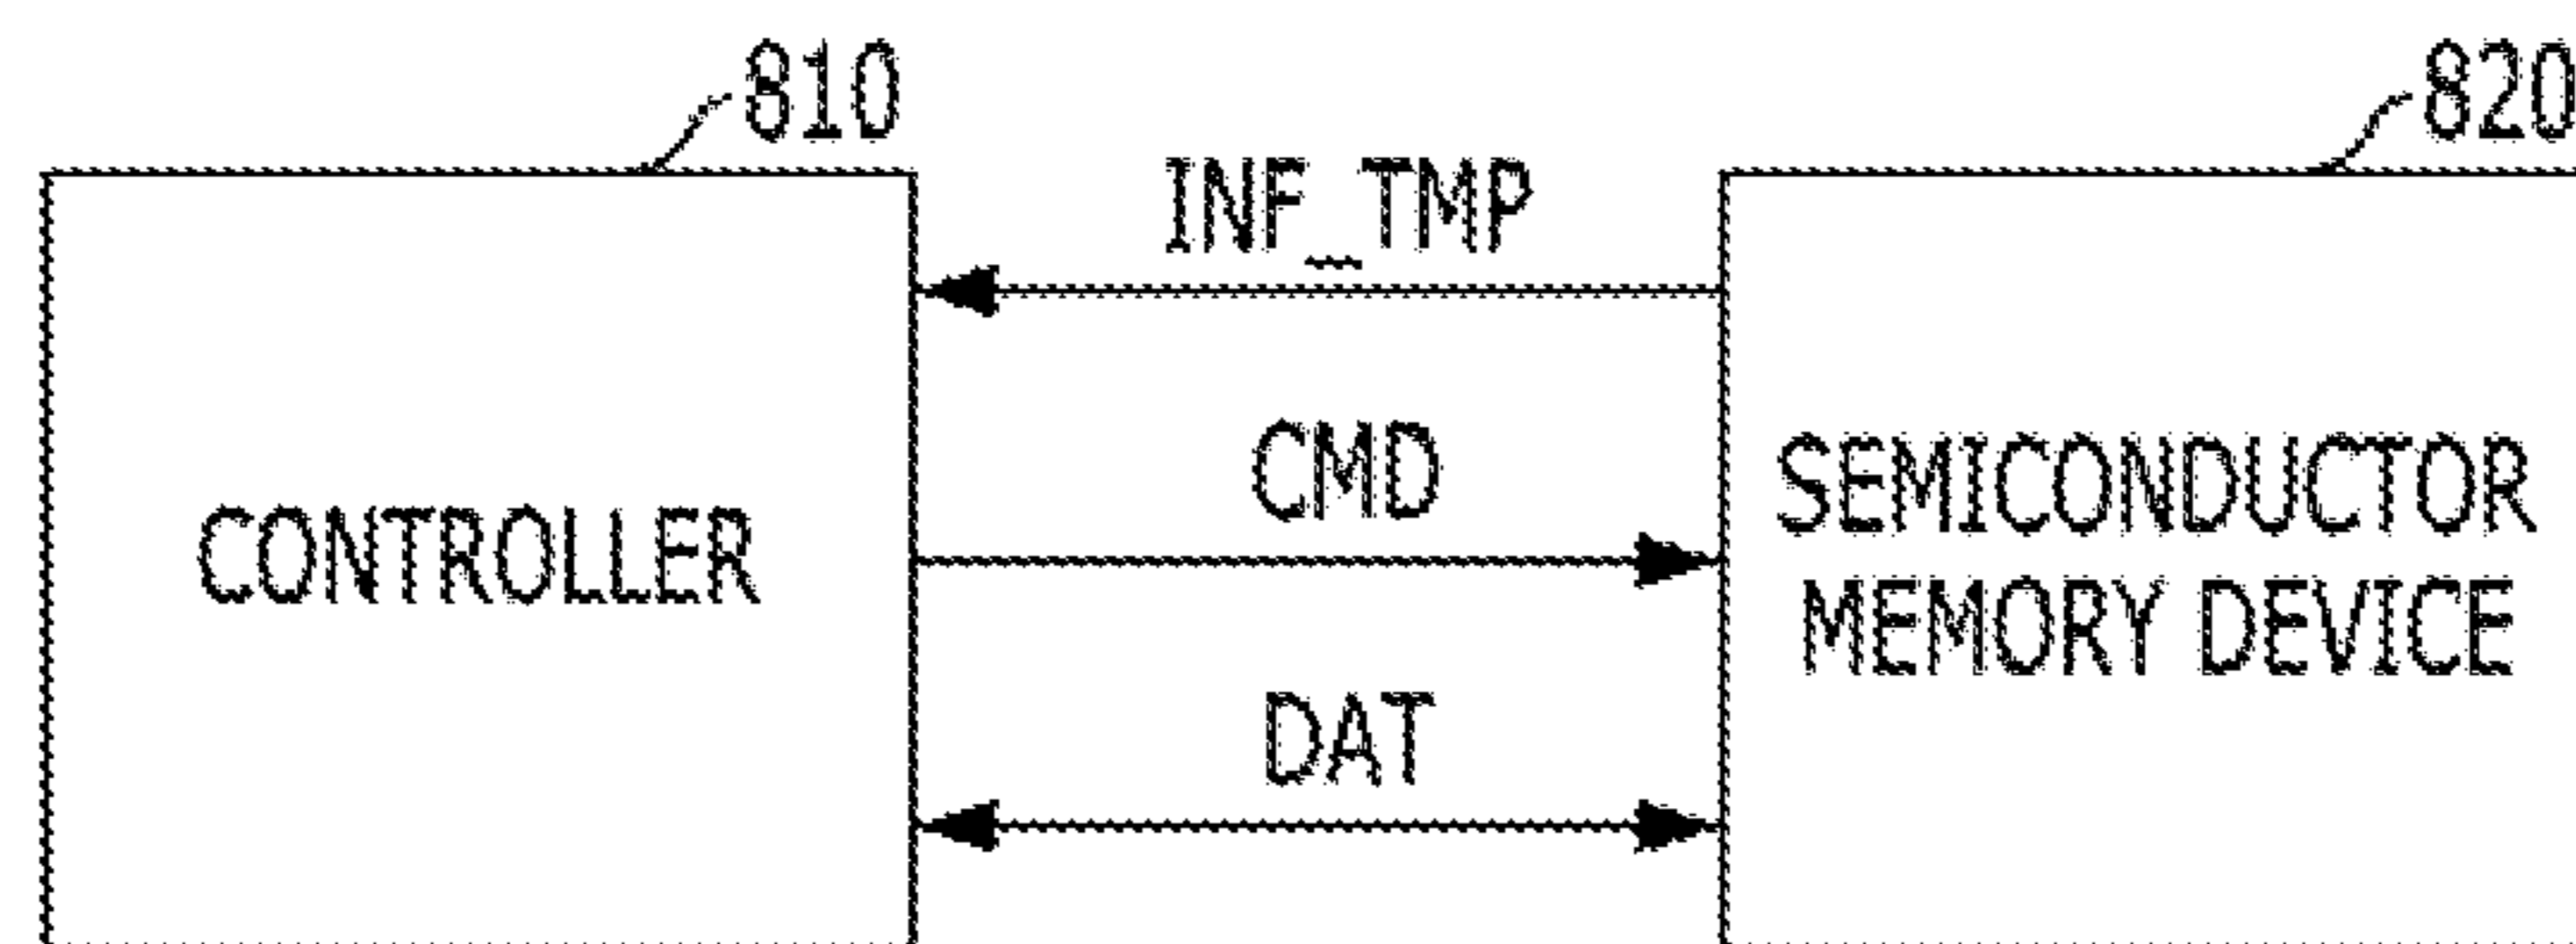 810
820
INF_TMP
CMD
CONTROLLER
SEMICONDUCTOR
MEMORY DEVICE
DAT